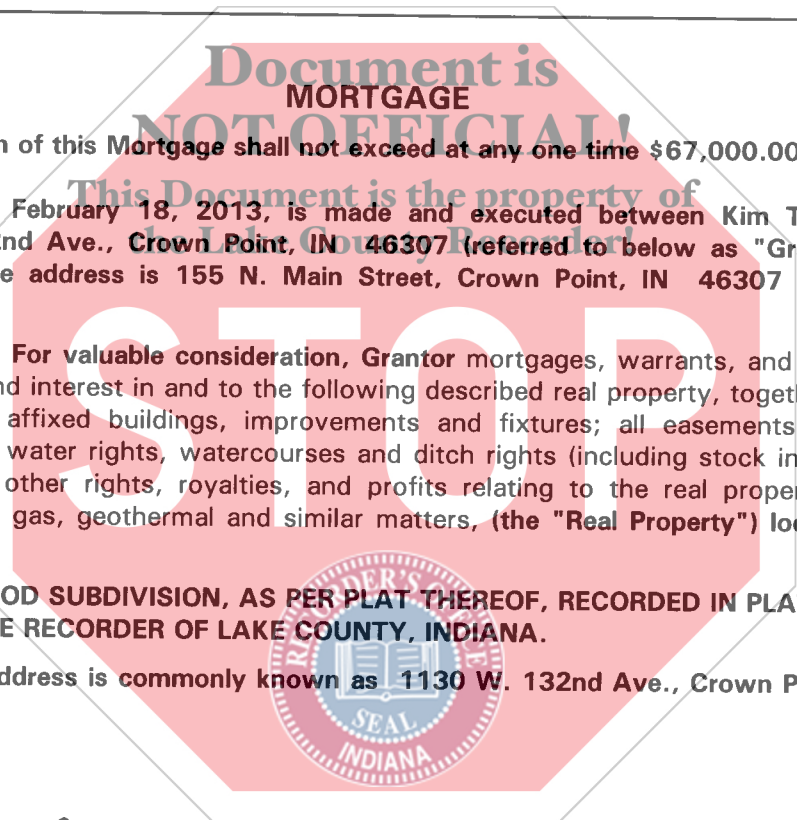 Document is
MORTGAGE
NOT OFFICIAL!
n of this Mortgage shall not exceed at any one time $67,000.00
This Document is the property of
February 18, 2013, is made and executed between Kim T
2nd Ave., Crown Point, IN 46307 (referred to below as "Gr
the Lake County Recorder!
e address is 155 N. Main Street, Crown Point, IN 46307
STOP
For valuable consideration, Grantor mortgages, warrants, and
nd interest in and to the following described real property, togeth
affixed buildings, improvements and fixtures; all easements
water rights, watercourses and ditch rights (including stock in
other rights, royalties, and profits relating to the real proper
gas, geothermal and similar matters, (the "Real Property") loc
OD SUBDIVISION, AS PER PLAT THEREOF, RECORDED IN PLA
E RECORDER OF LAKE COUNTY, INDIANA.
ddress is commonly known as 1130 W. 132nd Ave., Crown P
RECORDER'S OFFICE
SEAL
INDIANA